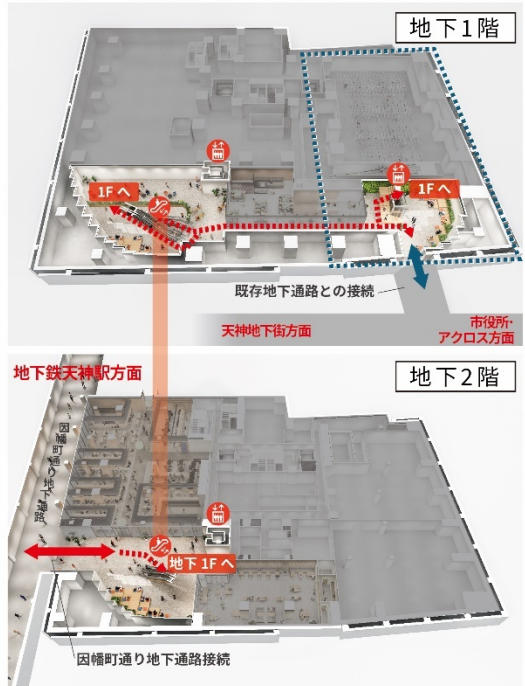 地下1階
1Fへ
1Fへ
既存地下通路との接続
天神地下街方面
市役所・
アクロス方面
地下2階
地下鉄天神駅方面
因幡町通り地下通路
地下1Fへ
因幡町通り地下通路接続